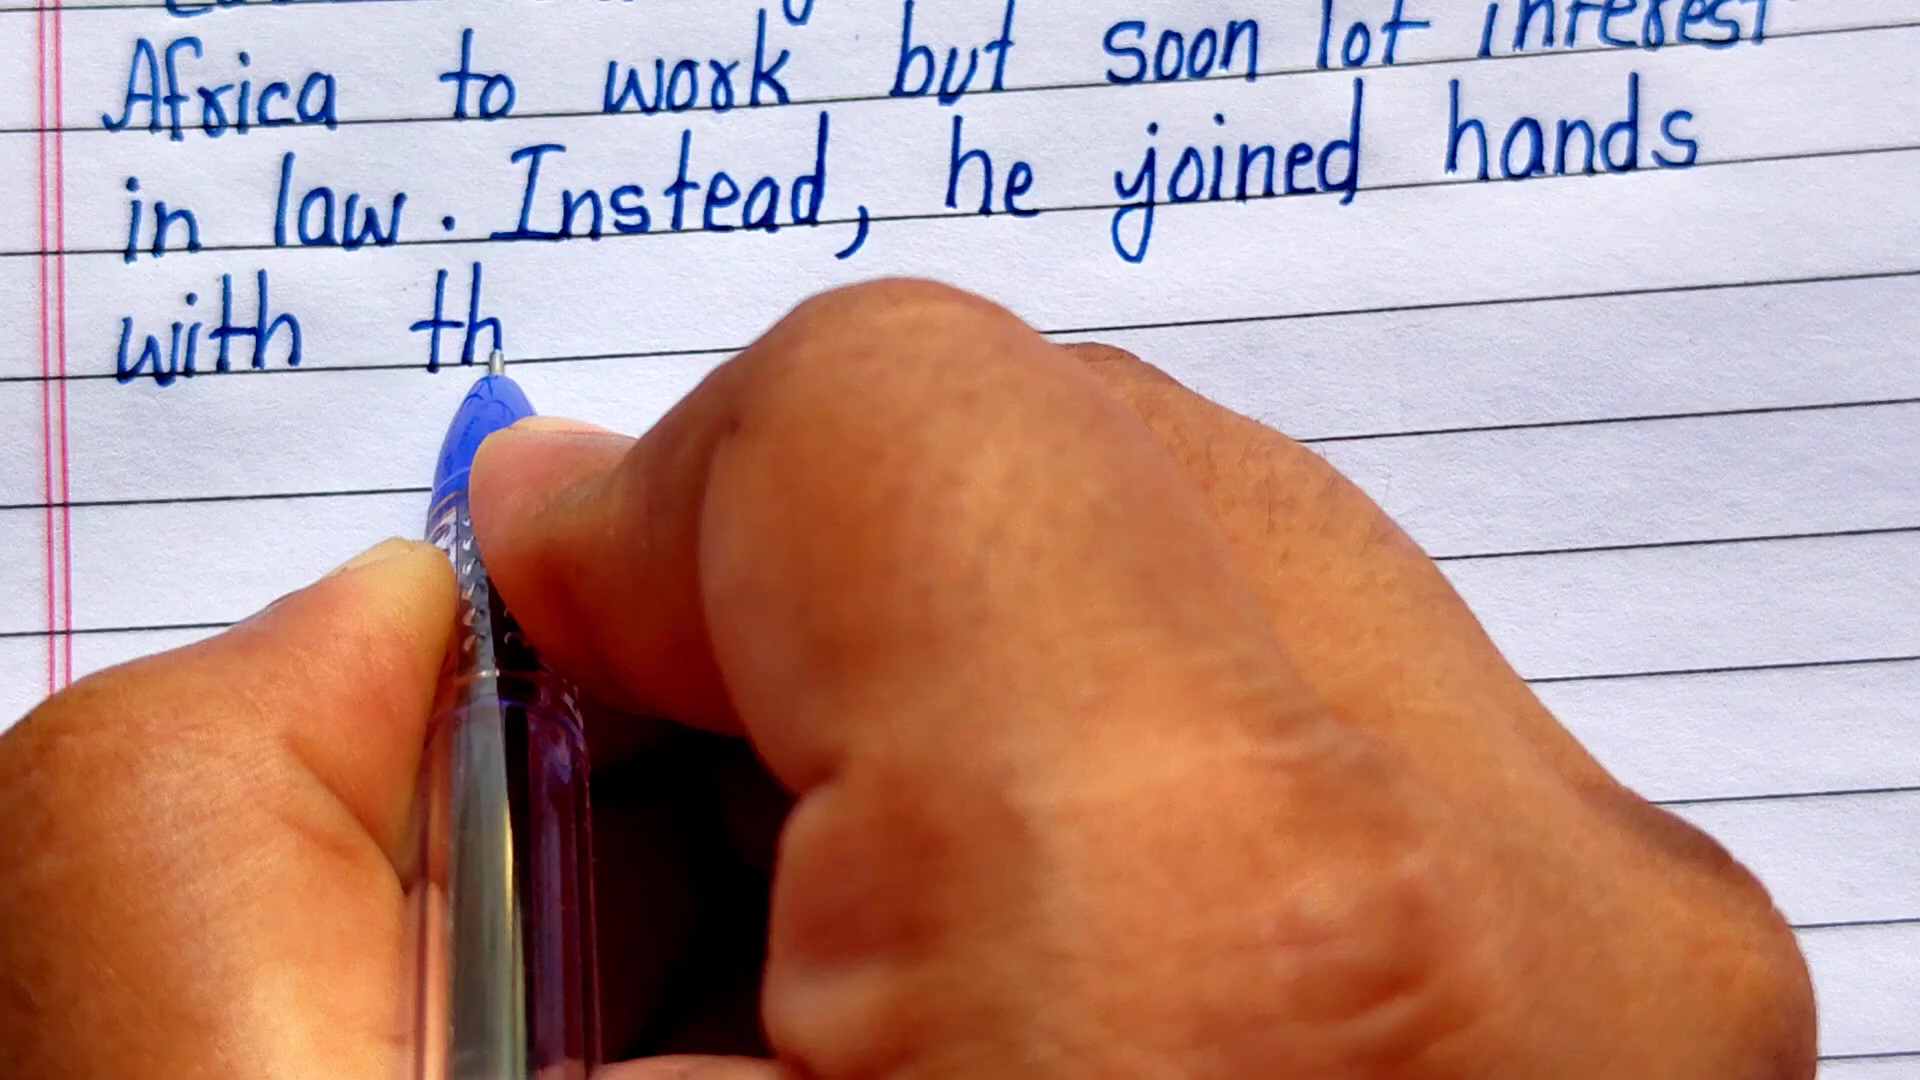 Africa to work but soon lot interest
in law. Instead, he joined hands
with th